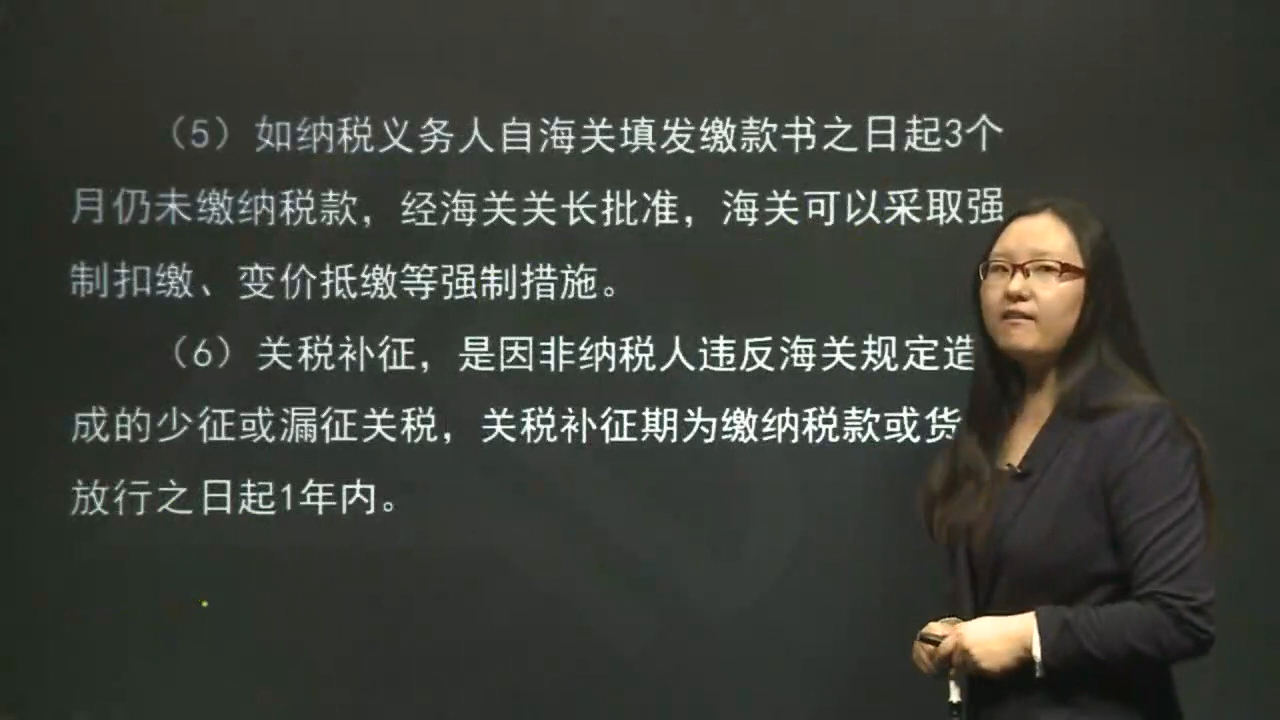 （5）如纳税义务人自海关填发缴款书之日起3个
月仍未缴纳税款，经海关关长批准，海关可以采取强
制扣缴、变价抵缴等强制措施。
（6）关税补征，是因非纳税人违反海关规定造
成的少征或漏征关税，关税补征期为缴纳税款或货
放行之日起1年内。